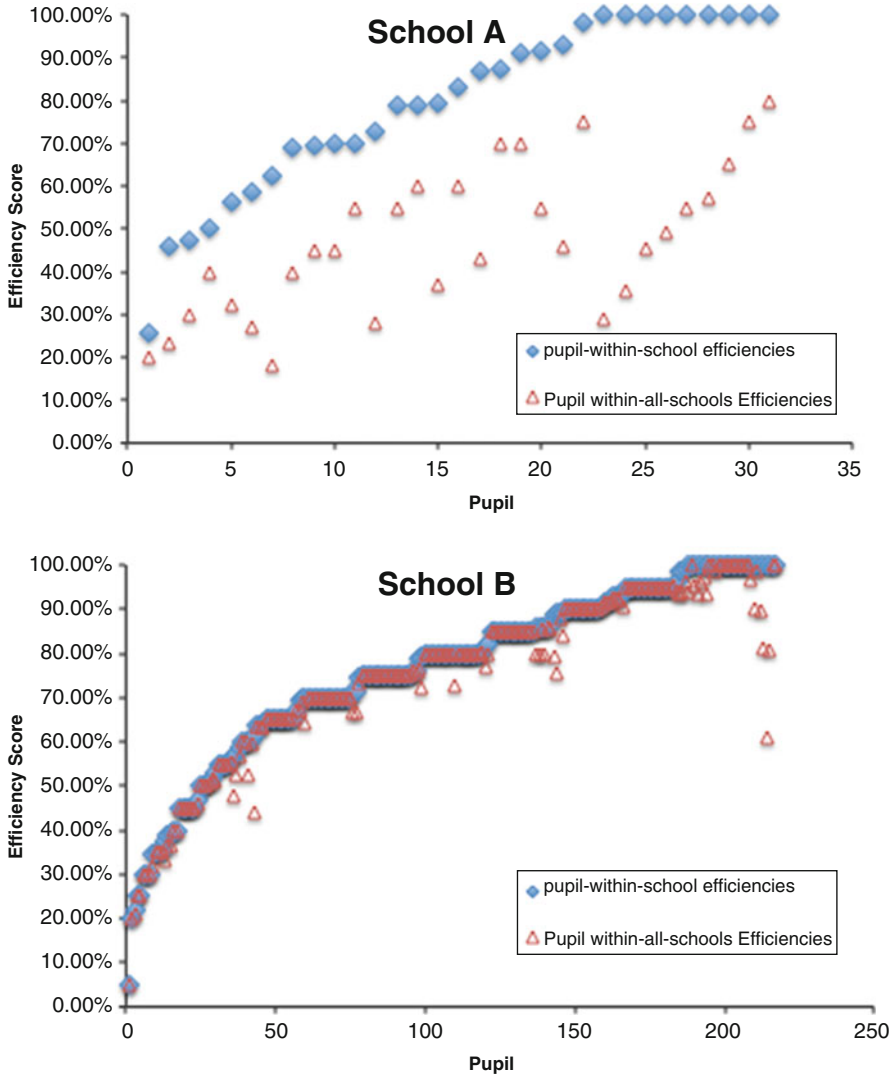 School A
100.00%
90.00%
80.00%
70.00%
60.00%
50.00%
40.00%
30.00%
20.00%
10.00%
0.00%
Efficiency Score
pupil-within-school efficiencies
Pupil within-all-schools Efficiencies
0 5 10 15 20 25 30 35
Pupil
School B
100.00%
90.00%
80.00%
70.00%
60.00%
50.00%
40.00%
30.00%
20.00%
10.00%
0.00%
Efficiency Score
pupil-within-school efficiencies
Pupil within-all-schools Efficiencies
0 50 100 150 200 250
Pupil